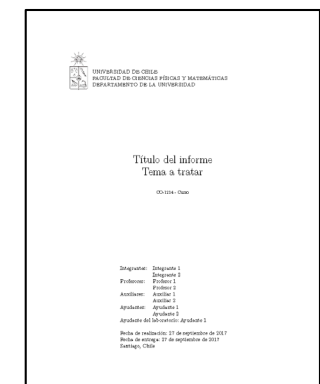 UNIVERSIDAD DE CHILE
FACULTAD DE CIENCIAS FÍSICAS Y MATEMÁTICAS
DEPARTAMENTO DE LA UNIVERSIDAD
Título del informe
Tema a tratar
CO-1234 - Curso
Integrantes: Integrante 1
Integrante 2
Profesores: Profesor 1
Profesor 2
Auxiliares: Auxiliar 1
Auxiliar 2
Ayudantes: Ayudante 1
Ayudante 2
Ayudante del laboratorio: Ayudante 1
Fecha de realización: 27 de septiembre de 2017
Fecha de entrega: 27 de septiembre de 2017
Santiago, Chile